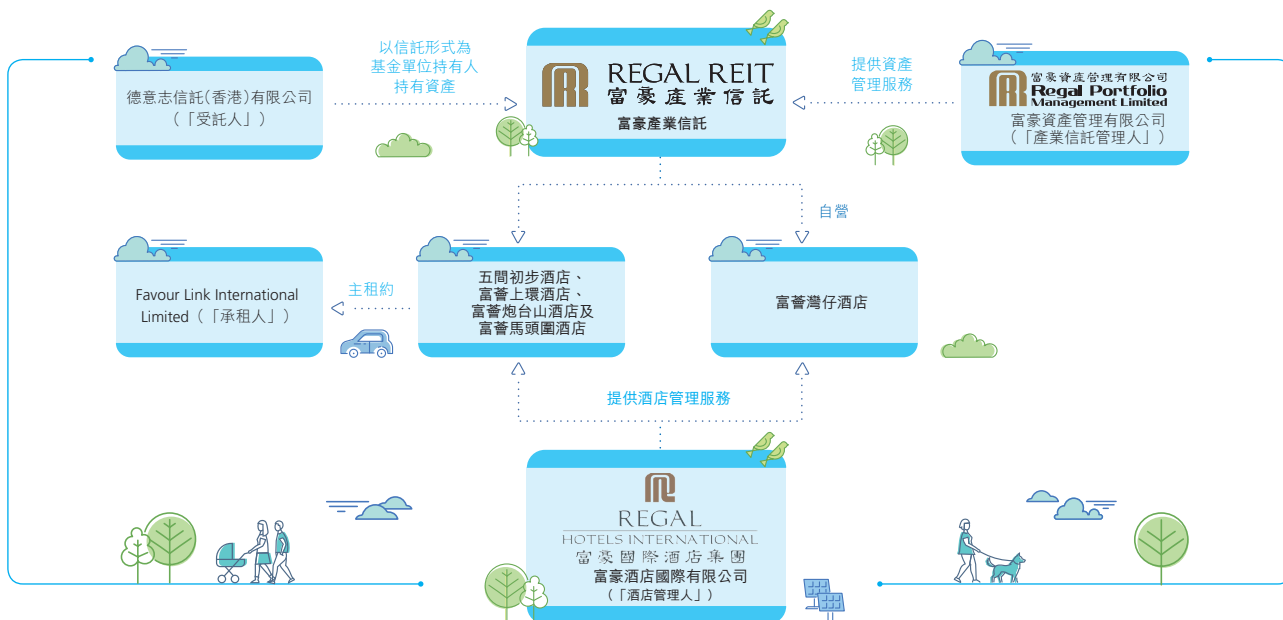 以信託形式為
基金單位持有人
持有資產
德意志信託(香港)有限公司
(「受託人」)
REGAL REIT
富豪產業信託
富豪產業信託
提供資產
管理服務
富豪資產管理有限公司
Regal Portfolio
Management Limited
富豪資產管理有限公司
(「產業信託管理人」)
自營
Favour Link International
Limited(「承租人」)
主租約
五間初步酒店、
富薈上環酒店、
富薈炮台山酒店及
富薈馬頭圍酒店
富薈灣仔酒店
提供酒店管理服務
REGAL
HOTELS INTERNATIONAL
富豪國際酒店集團
富豪酒店國際有限公司
(「酒店管理人」)